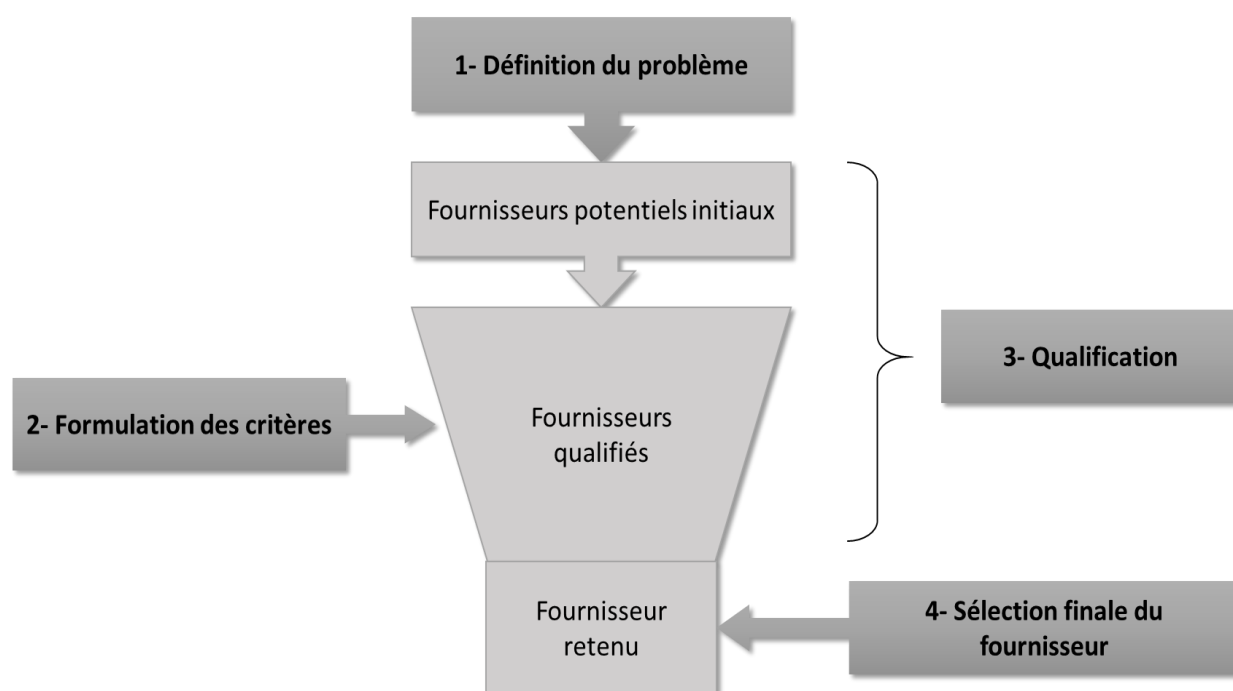 1- Définition du problème
Fournisseurs potentiels initiaux
3- Qualification
2- Formulation des critères
Fournisseurs
qualifiés
Fournisseur
retenu
4- Sélection finale du
fournisseur